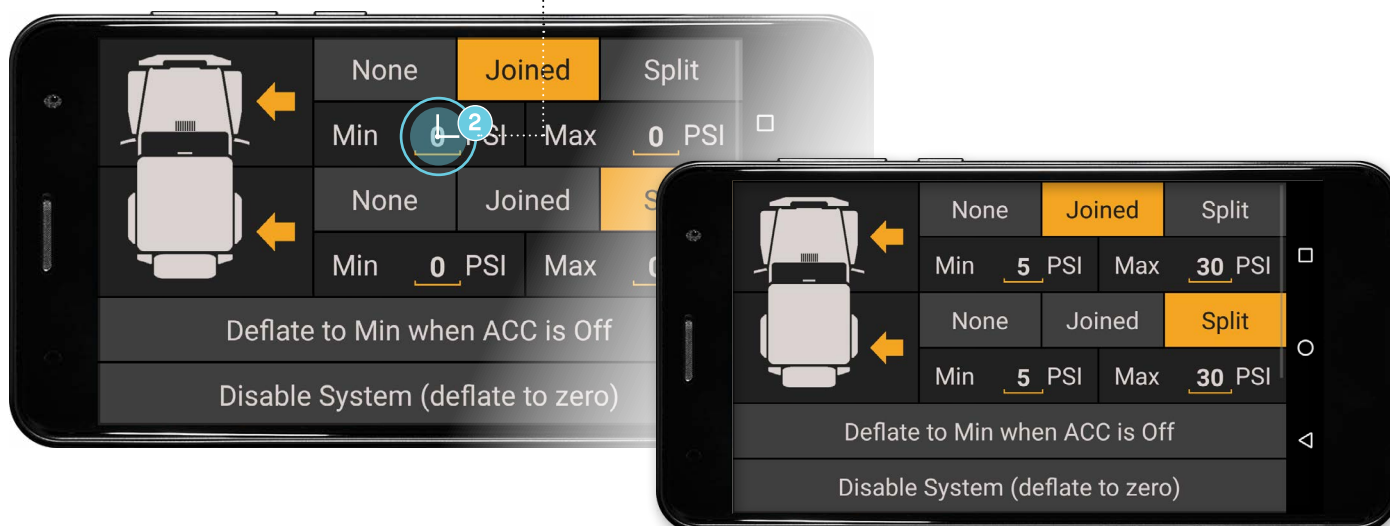 None Joined Split
Min 0 PSI Max 0 PSI
2
None Joined S
Min 0 PSI Max 0
Deflate to Min when ACC is Off
Disable System (deflate to zero)
None Joined Split
Min 5 PSI Max 30 PSI
None Joined Split
Min 5 PSI Max 30 PSI
Deflate to Min when ACC is Off
Disable System (deflate to zero)